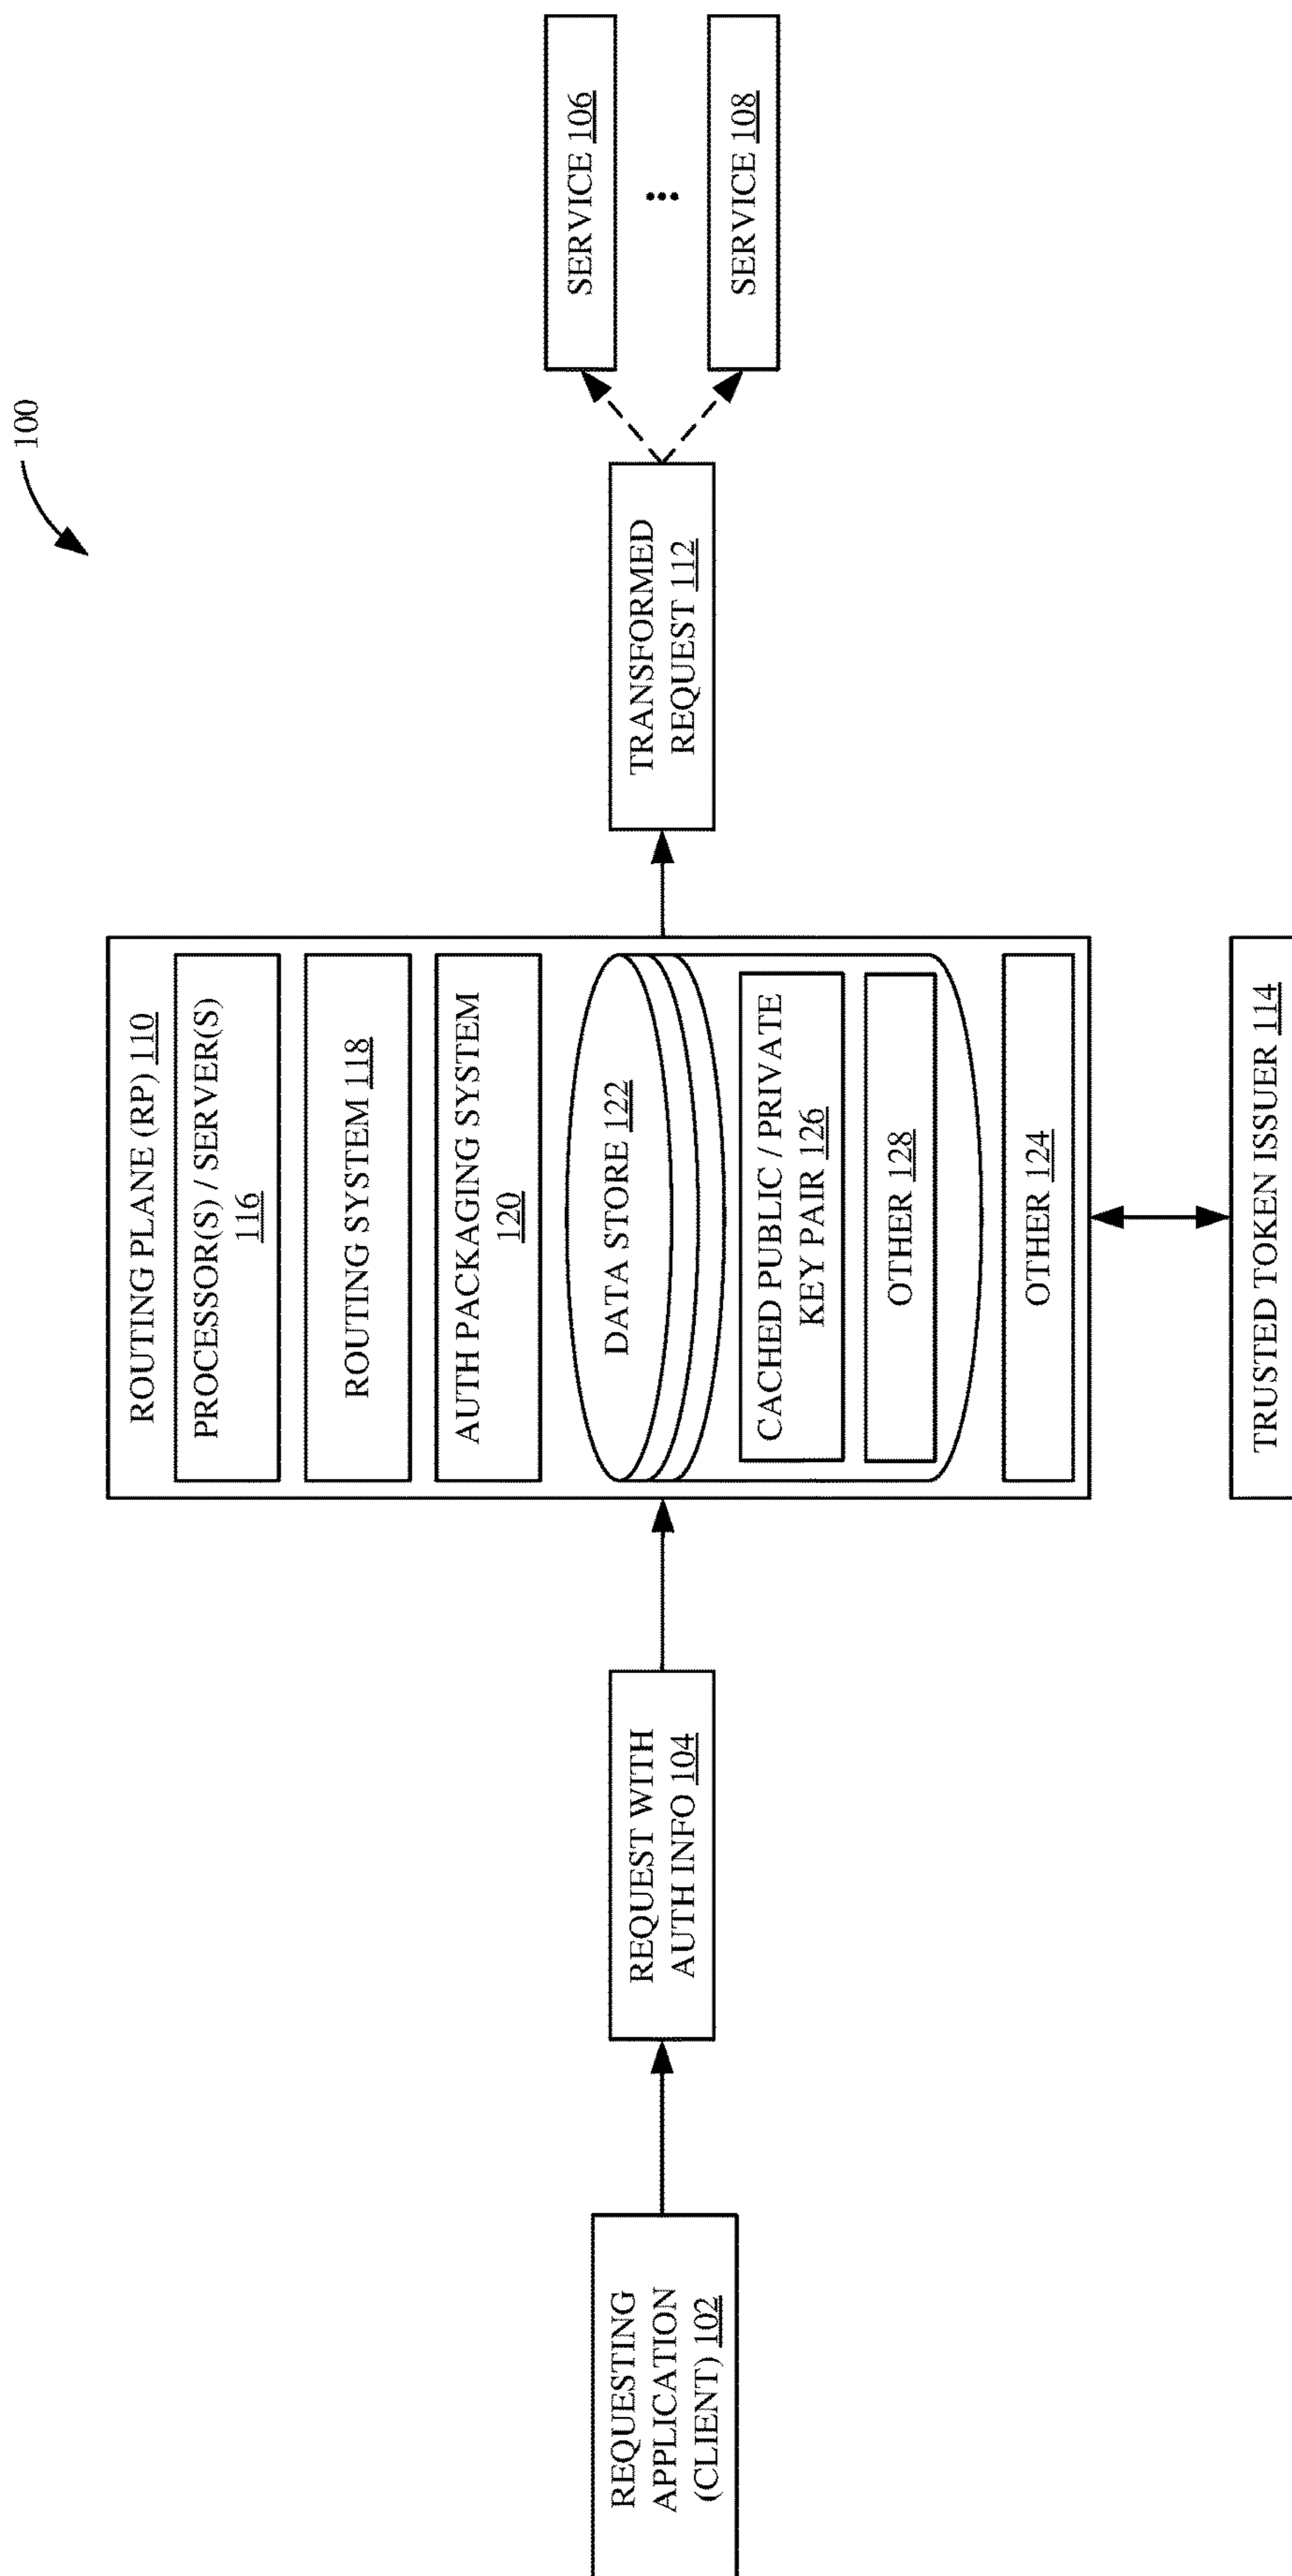 100
REQUESTING
APPLICATION
(CLIENT) 102
REQUEST WITH
AUTH INFO 104
ROUTING PLANE (RP) 110
PROCESSOR(S) / SERVER(S)
116
ROUTING SYSTEM 118
AUTH PACKAGING SYSTEM
120
DATA STORE 122
CACHED PUBLIC / PRIVATE
KEY PAIR 126
OTHER 128
OTHER 124
TRUSTED TOKEN ISSUER 114
TRANSFORMED
REQUEST 112
SERVICE 106
SERVICE 108